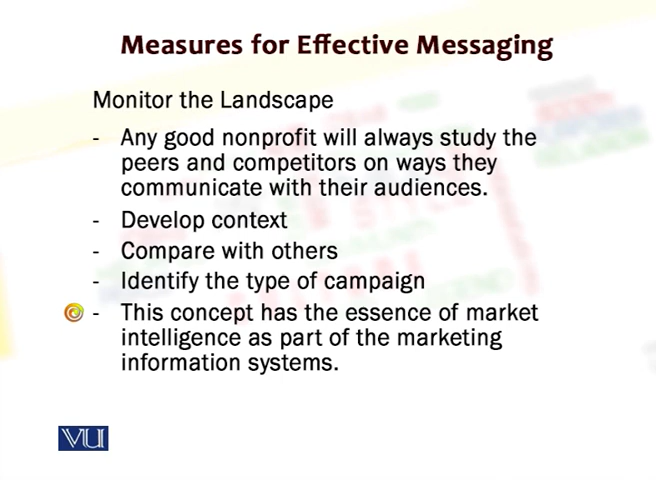 Measures for Effective Messaging
Monitor the Landscape
- Any good nonprofit will always study the
peers and competitors on ways they
communicate with their audiences.
- Develop context
- Compare with others
- Identify the type of campaign
- This concept has the essence of market
intelligence as part of the marketing
information systems.
VU